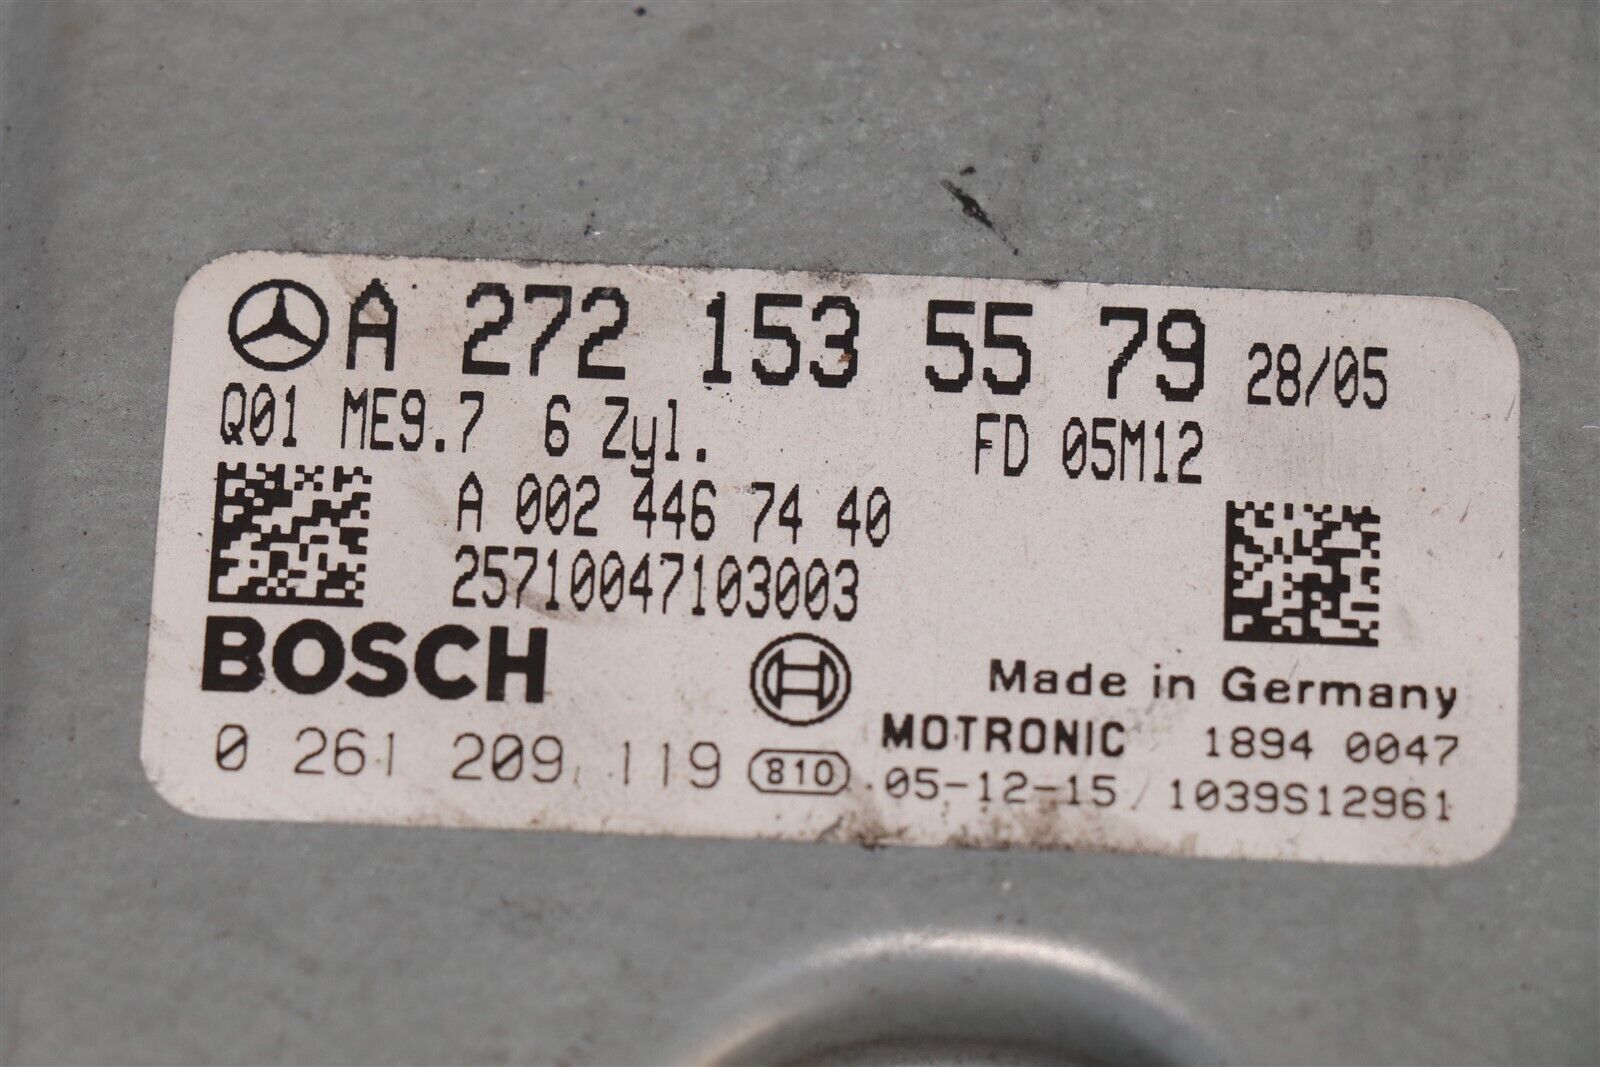 A 272 153 55 79 28/05
Q01 ME9.7 6 Zyl. FD 05M12
A 002 446 74 40
25710047103003
BOSCH
Made in Germany
MOTRONIC 1894 0047
0 261 209 119 810 05-12-15 1039S12961